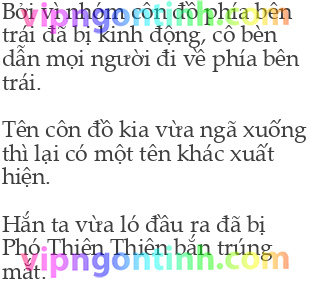 Bởi vì nhóm côn đồ phía bên
trái đã bị kinh động, cô bèn
dẫn mọi người đi về phía bên
trái.
Tên côn đồ kia vừa ngã xuống
thì lại có một tên khác xuất
hiện.
Hắn ta vừa ló đầu ra đã bị
Phó Thiên Thiên bắn trúng
mắt.
vipngontinh.com
vipngontinh.com